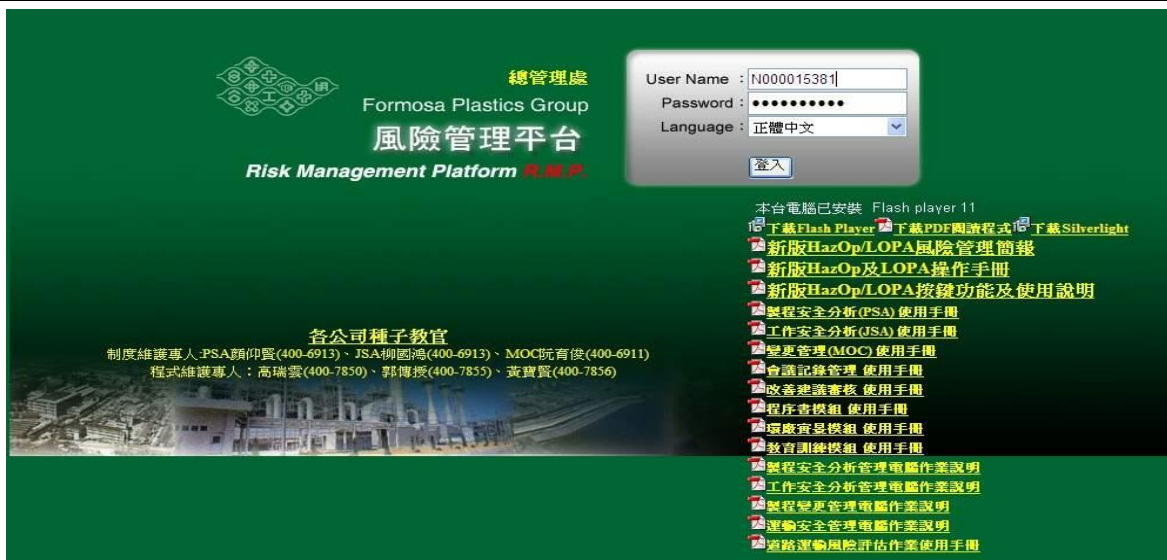 總管理處
Formosa Plastics Group
風險管理平台
Risk Management Platform R.M.P.
User Name : N000015381
Password : ●●●●●●●●●●
Language : 正體中文
登入
本台電腦已安裝 Flash player 11
下載Flash Player 下載PDF閱讀程式 下載Silverlight
新版HazOp/LOPA風險管理簡報
新版HazOp及LOPA操作手冊
新版HazOp/LOPA按鍵功能及使用說明
製程安全分析(PSA) 使用手冊
工作安全分析(JSA) 使用手冊
變更管理(MOC) 使用手冊
會議記錄管理 使用手冊
改善建議審核 使用手冊
程序書模組 使用手冊
環廠實景模組 使用手冊
教育訓練模組 使用手冊
製程安全分析管理電腦作業說明
工作安全分析管理電腦作業說明
製程變更管理電腦作業說明
運輸安全管理電腦作業說明
道路運輸風險評估作業使用手冊
各公司種子教官
制度維護專人:PSA顏仰賢(400-6913)、JSA柳國鴻(400-6913)、MOC阮育俊(400-6911)
程式維護專人：高瑞雲(400-7850)、郭傳授(400-7855)、黃寶賢(400-7856)